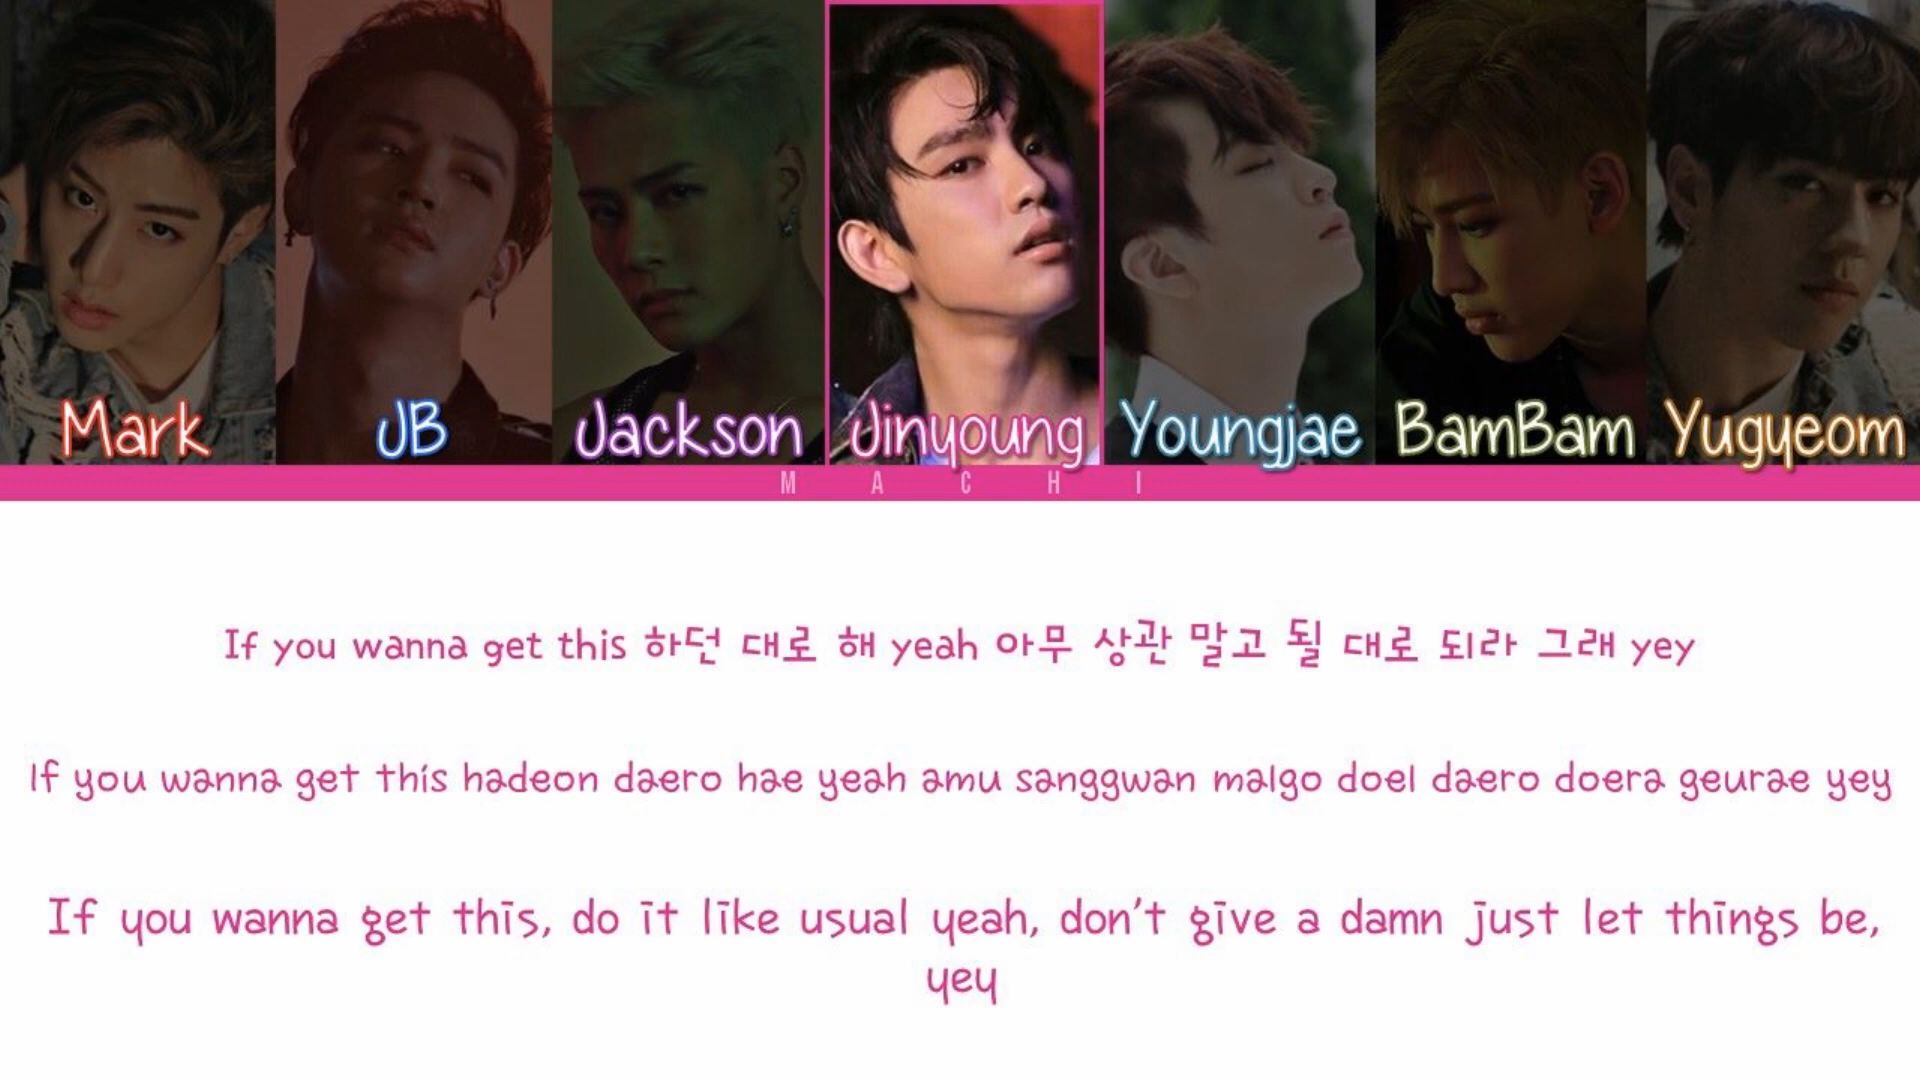 Mark JB Jackson Jinyoung Youngjae BamBam Yugyeom
MACHI
If you wanna get this 하던 대로 해 yeah 아무 상관 말고 될 대로 되라 그래 yey
If you wanna get this hadeon daero hae yeah amu sanggwan malgo doel daero doera geurae yey
If you wanna get this, do it like usual yeah, don't give a damn just let things be,
yey